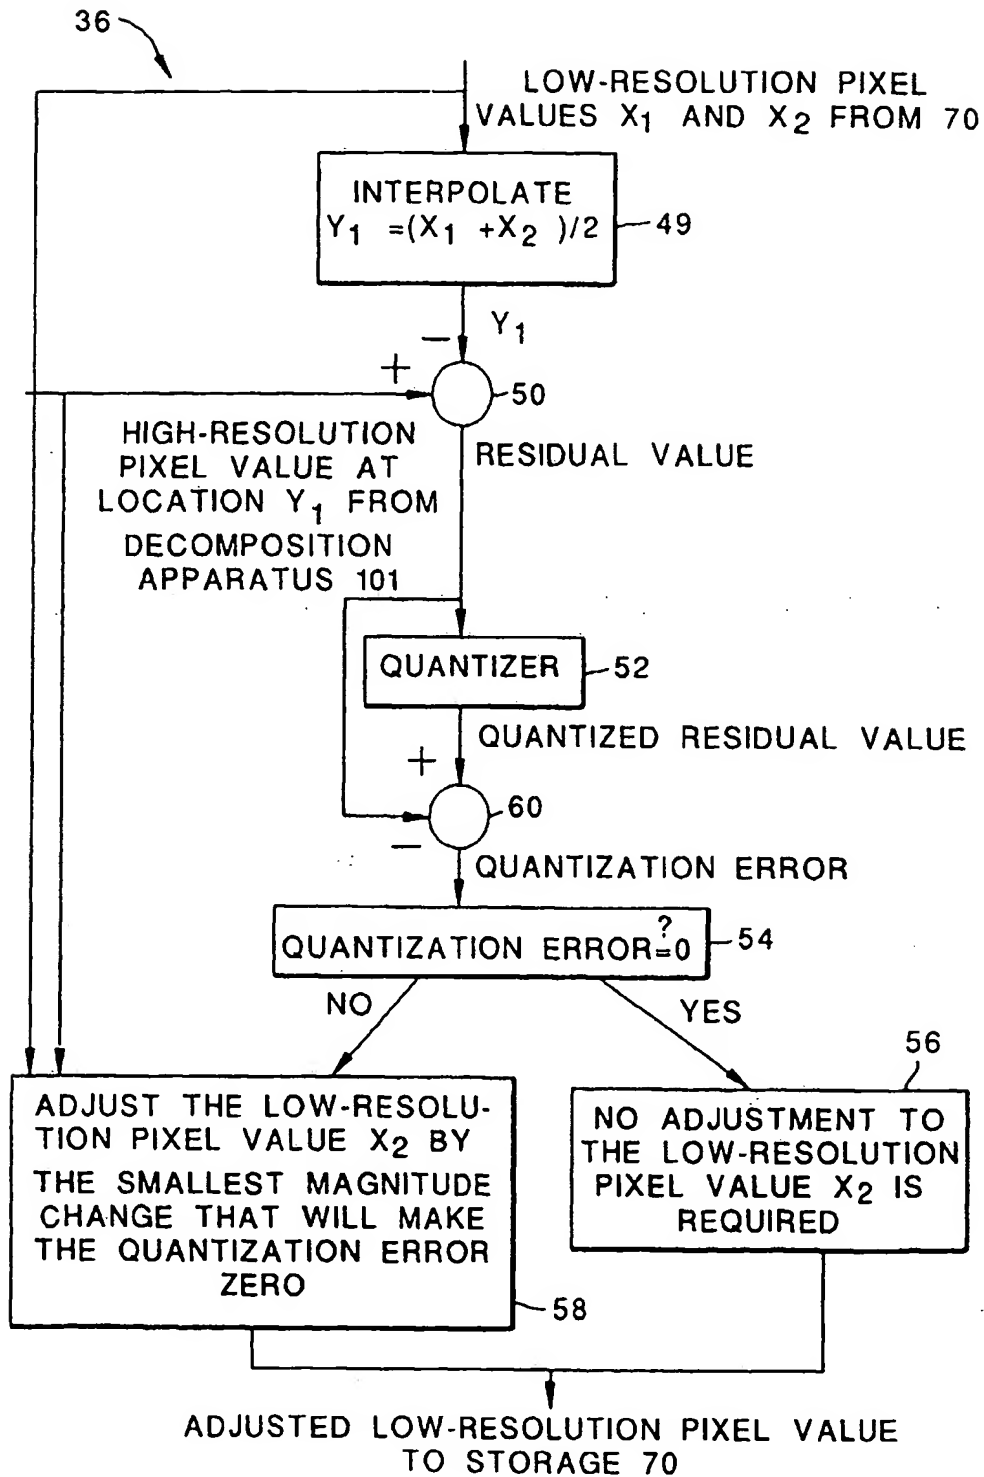 36
LOW-RESOLUTION PIXEL
VALUES X1 AND X2 FROM 70
INTERPOLATE
Y1 =(X1 +X2 )/2
49
Y1
−
+
50
HIGH-RESOLUTION
PIXEL VALUE AT
LOCATION Y1 FROM
DECOMPOSITION
APPARATUS 101
RESIDUAL VALUE
QUANTIZER
52
QUANTIZED RESIDUAL VALUE
+
60
−
QUANTIZATION ERROR
QUANTIZATION ERROR=?0
54
NO
YES
56
ADJUST THE LOW-RESOLU-
TION PIXEL VALUE X2 BY
THE SMALLEST MAGNITUDE
CHANGE THAT WILL MAKE
THE QUANTIZATION ERROR
ZERO
58
NO ADJUSTMENT TO
THE LOW-RESOLUTION
PIXEL VALUE X2 IS
REQUIRED
ADJUSTED LOW-RESOLUTION PIXEL VALUE
TO STORAGE 70